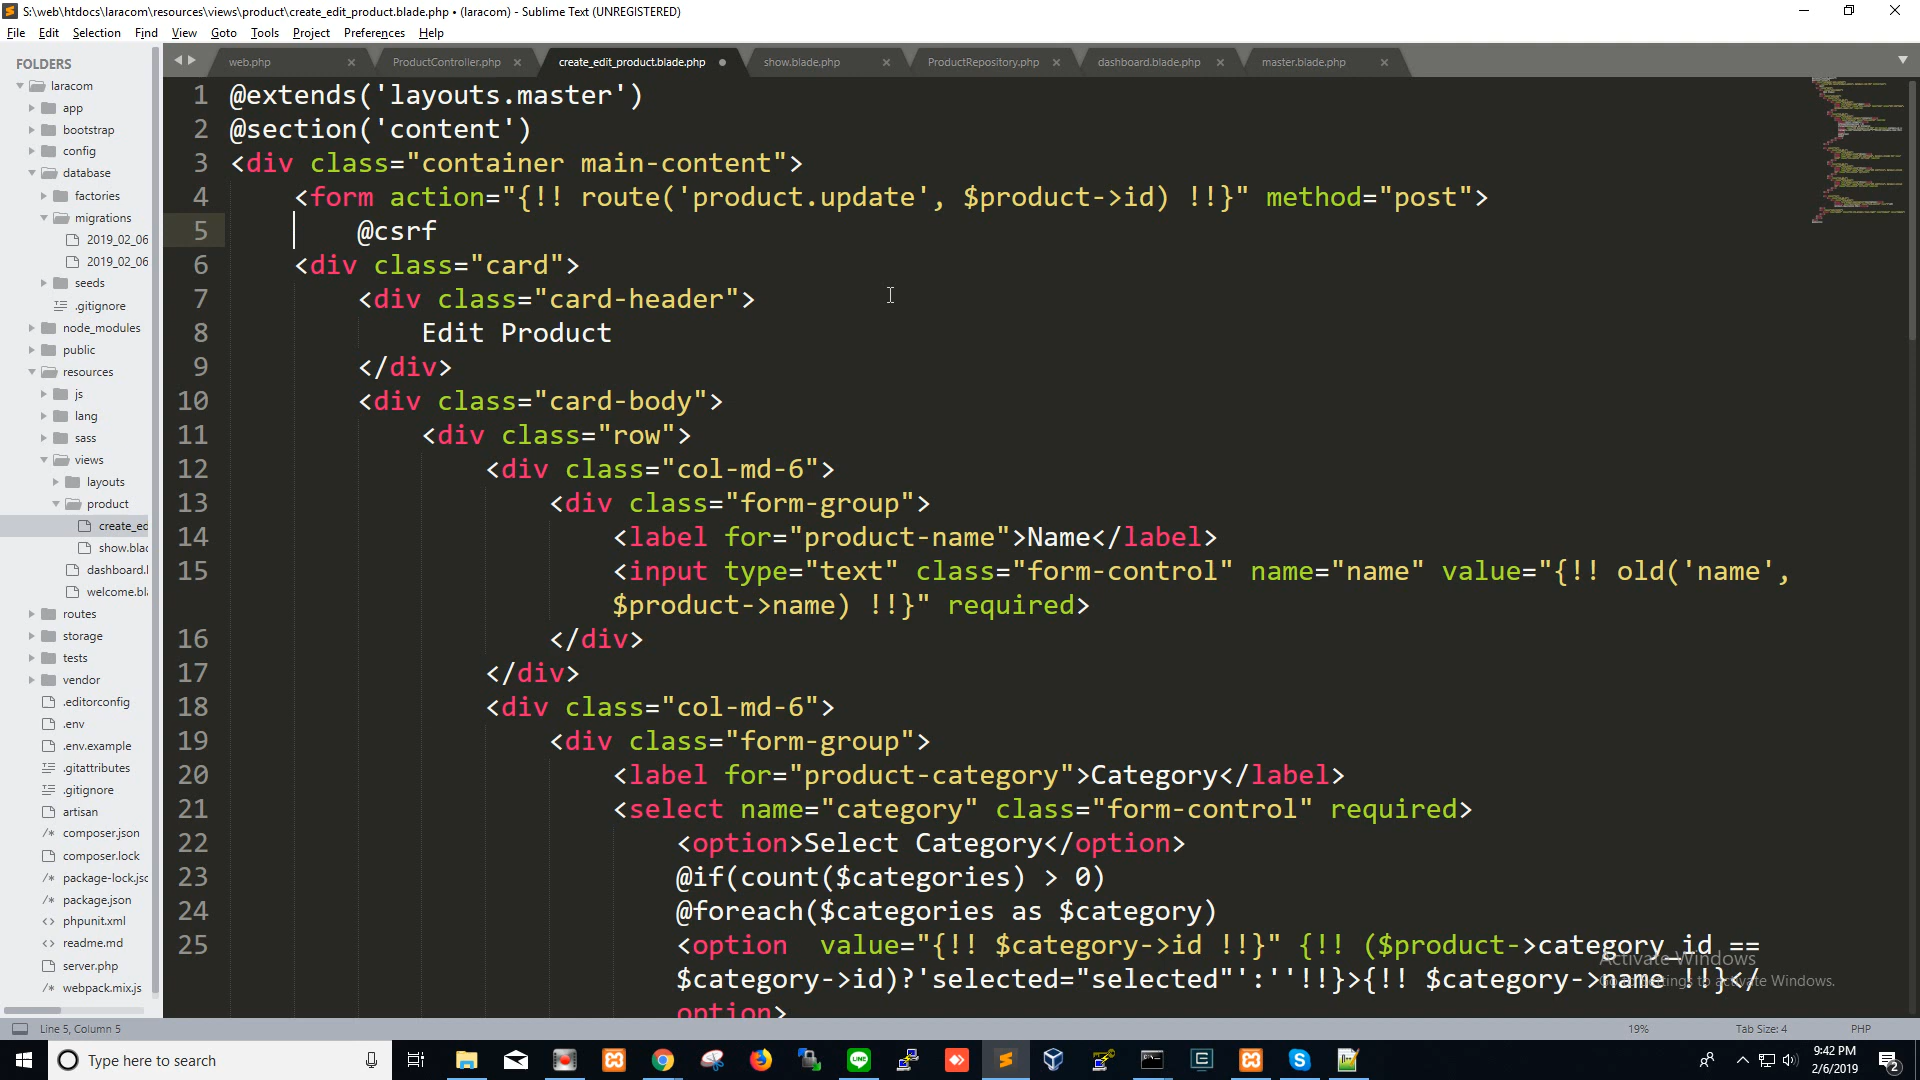 S:\web\htdocs\laracom\resources\views\product\create_edit_product.blade.php • (laracom) - Sublime Text (UNREGISTERED)
File Edit Selection Find View Goto Tools Project Preferences Help
FOLDERS
laracom
app
bootstrap
config
database
factories
migrations
2019_02_06
2019_02_06
seeds
.gitignore
node_modules
public
resources
js
lang
sass
views
layouts
product
create_ed
show.blad
dashboard.l
welcome.bl
routes
storage
tests
vendor
.editorconfig
.env
.env.example
.gitattributes
.gitignore
artisan
composer.json
composer.lock
package-lock.jsc
package.json
phpunit.xml
readme.md
server.php
webpack.mix.js
web.php ProductController.php create_edit_product.blade.php show.blade.php ProductRepository.php dashboard.blade.php master.blade.php
1 @extends('layouts.master')
2 @section('content')
3 <div class="container main-content">
4 <form action="{!! route('product.update', $product->id) !!}" method="post">
5 @csrf
6 <div class="card">
7 <div class="card-header">
8 Edit Product
9 </div>
10 <div class="card-body">
11 <div class="row">
12 <div class="col-md-6">
13 <div class="form-group">
14 <label for="product-name">Name</label>
15 <input type="text" class="form-control" name="name" value="{!! old('name',
$product->name) !!}" required>
16 </div>
17 </div>
18 <div class="col-md-6">
19 <div class="form-group">
20 <label for="product-category">Category</label>
21 <select name="category" class="form-control" required>
22 <option>Select Category</option>
23 @if(count($categories) > 0)
24 @foreach($categories as $category)
25 <option  value="{!! $category->id !!}" {!! ($product->category_id ==
$category->id)?'selected="selected"':''!!}>{!! $category->name !!}</
option>
Activate Windows
Go to Settings to activate Windows.
Line 5, Column 5 19% Tab Size: 4 PHP
Type here to search
9:42 PM
2/6/2019
2